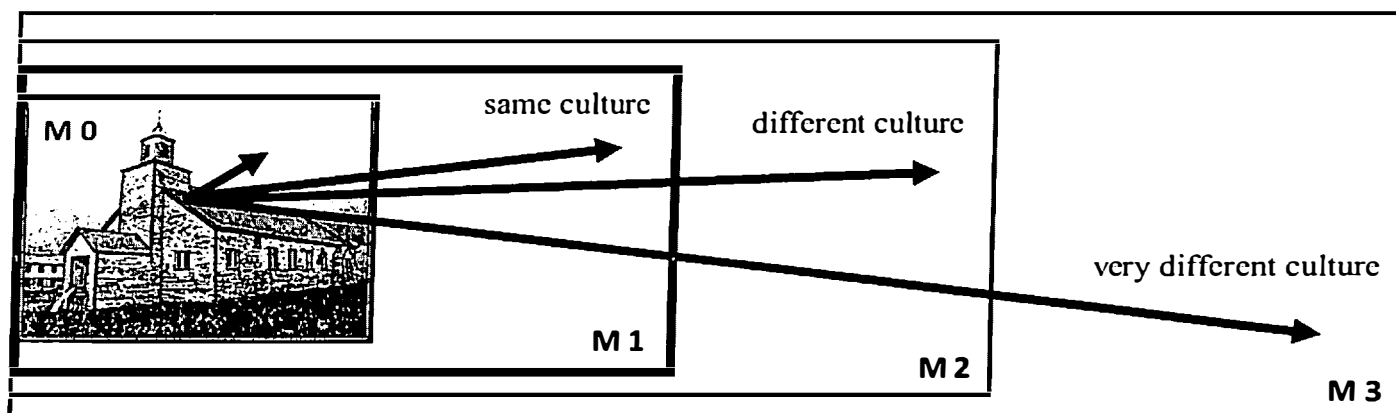 same culture
M 0
different culture
very different culture
M 1
M 2
M 3